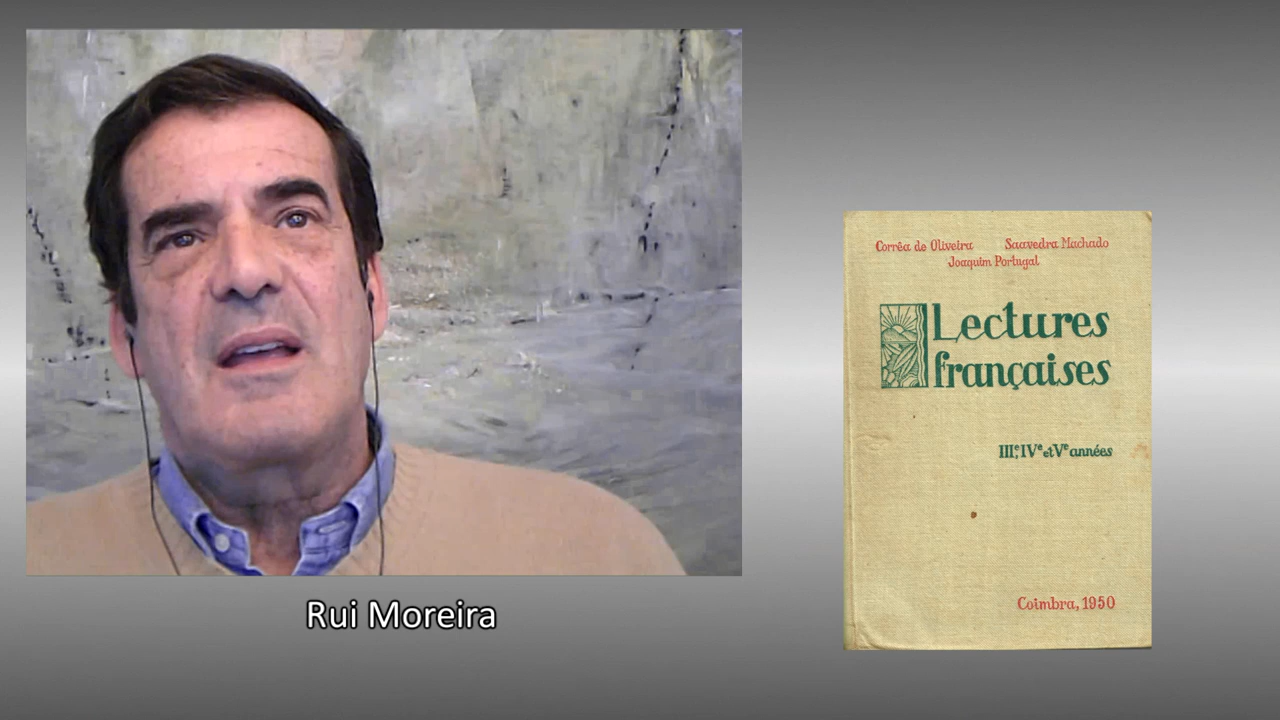 Rui Moreira
Corrêa de Oliveira Saavedra Machado
Joaquim Portugal
Lectures
françaises
IIIe, IVe et Ve années
Coimbra, 1950